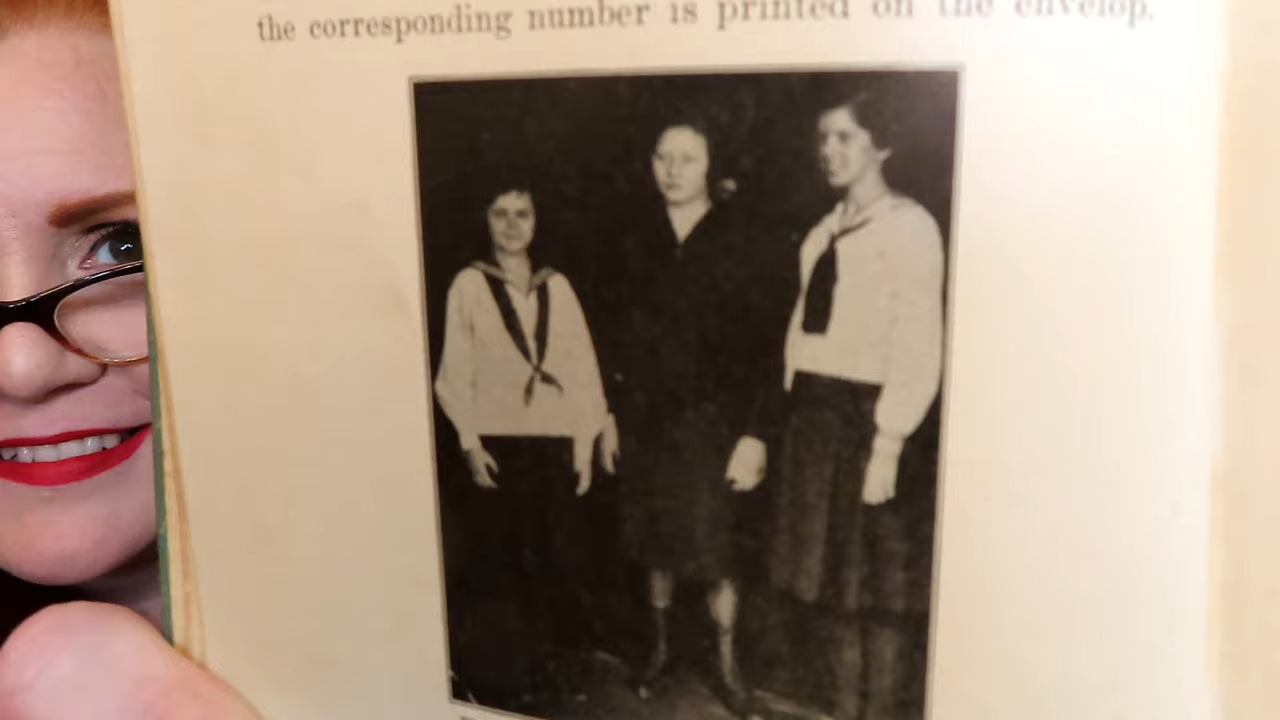 the corresponding number is printed on the envelop.